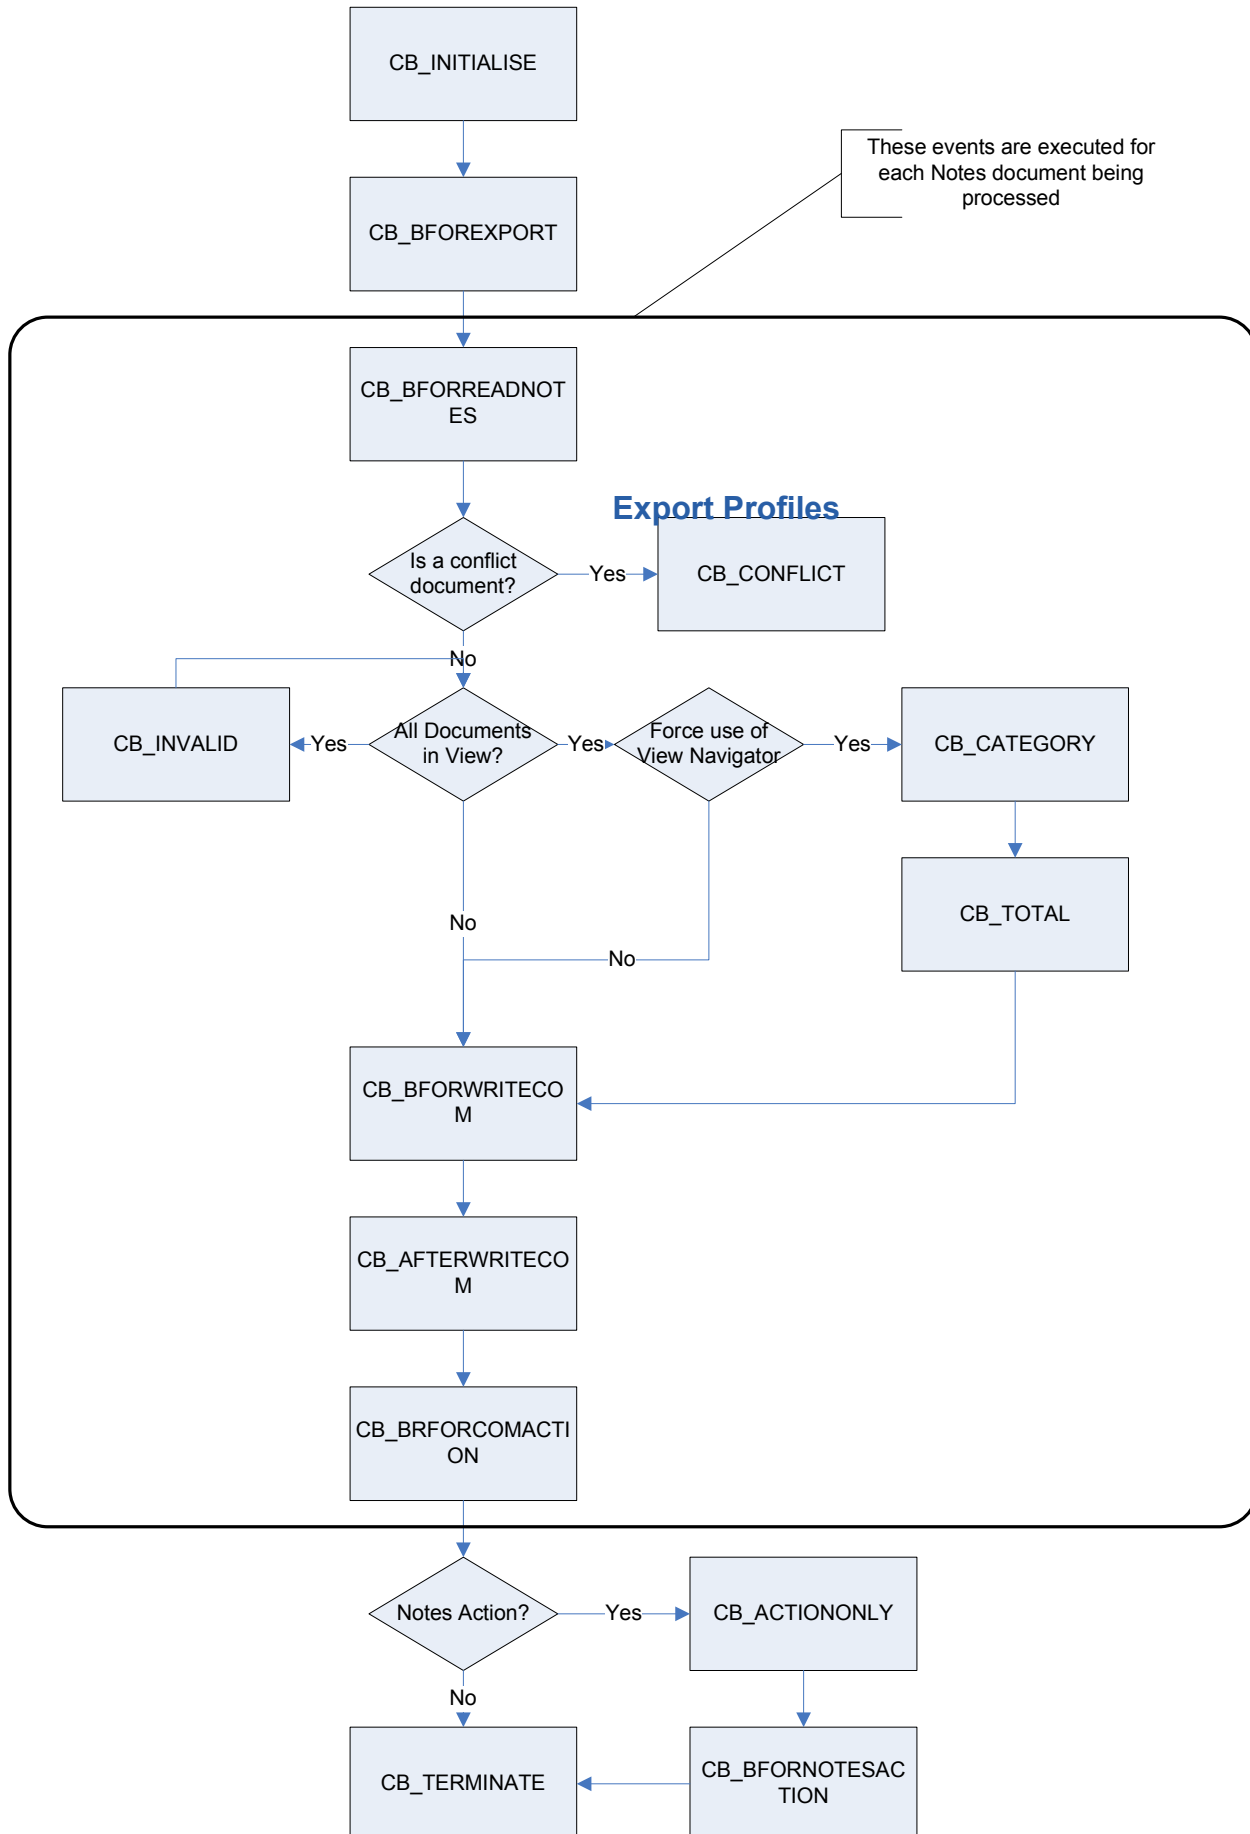 CB_INITIALISE
These events are executed for
each Notes document being
processed
CB_BFOREXPORT
CB_BFORREADNOT
ES
Export Profiles
Is a conflict
document?
Yes
CB_CONFLICT
No
CB_INVALID
Yes
All Documents
in View?
Yes
Force use of
View Navigator
Yes
CB_CATEGORY
CB_TOTAL
No
No
CB_BFORWRITECO
M
CB_AFTERWRITECO
M
CB_BRFORCOMACTI
ON
Notes Action?
Yes
CB_ACTIONONLY
No
CB_TERMINATE
CB_BFORNOTESAC
TION